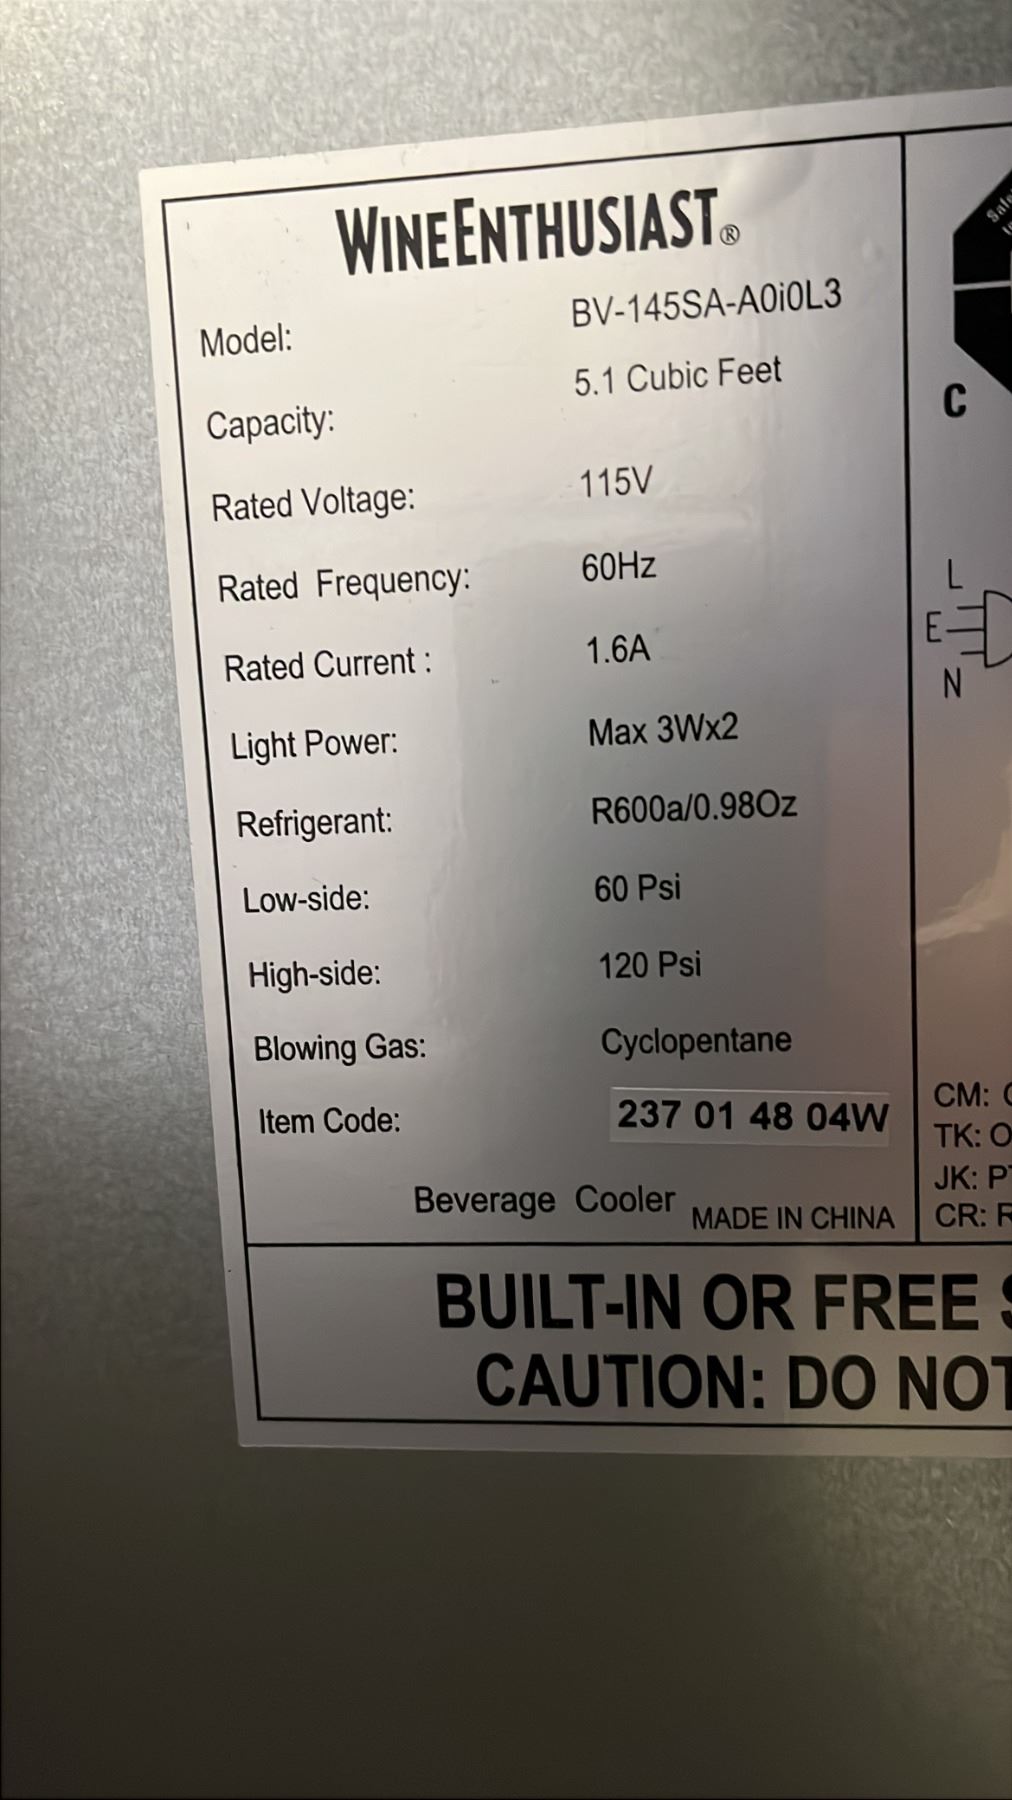 WINEENTHUSIAST®
Model: BV-145SA-A0i0L3
Capacity: 5.1 Cubic Feet
Rated Voltage: 115V
Rated Frequency: 60Hz
Rated Current : 1.6A
Light Power: Max 3Wx2
Refrigerant: R600a/0.98Oz
Low-side: 60 Psi
High-side: 120 Psi
Blowing Gas: Cyclopentane
Item Code: 237 01 48 04W
Beverage Cooler MADE IN CHINA
BUILT-IN OR FREE
CAUTION: DO NOT
C
L
E
N
CM:
TK:
JK:
CR: